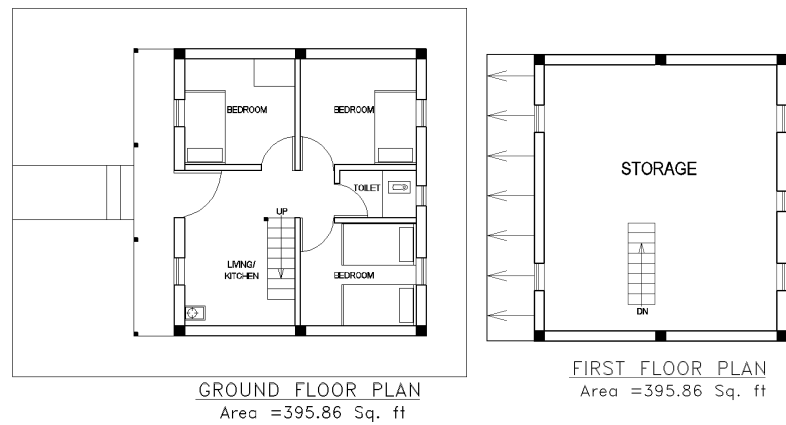 BEDROOM
BEDROOM
TOILET
UP
LIVING/
KITCHEN
BEDROOM
GROUND FLOOR PLAN
Area =395.86 Sq. ft
STORAGE
DN
FIRST FLOOR PLAN
Area =395.86 Sq. ft